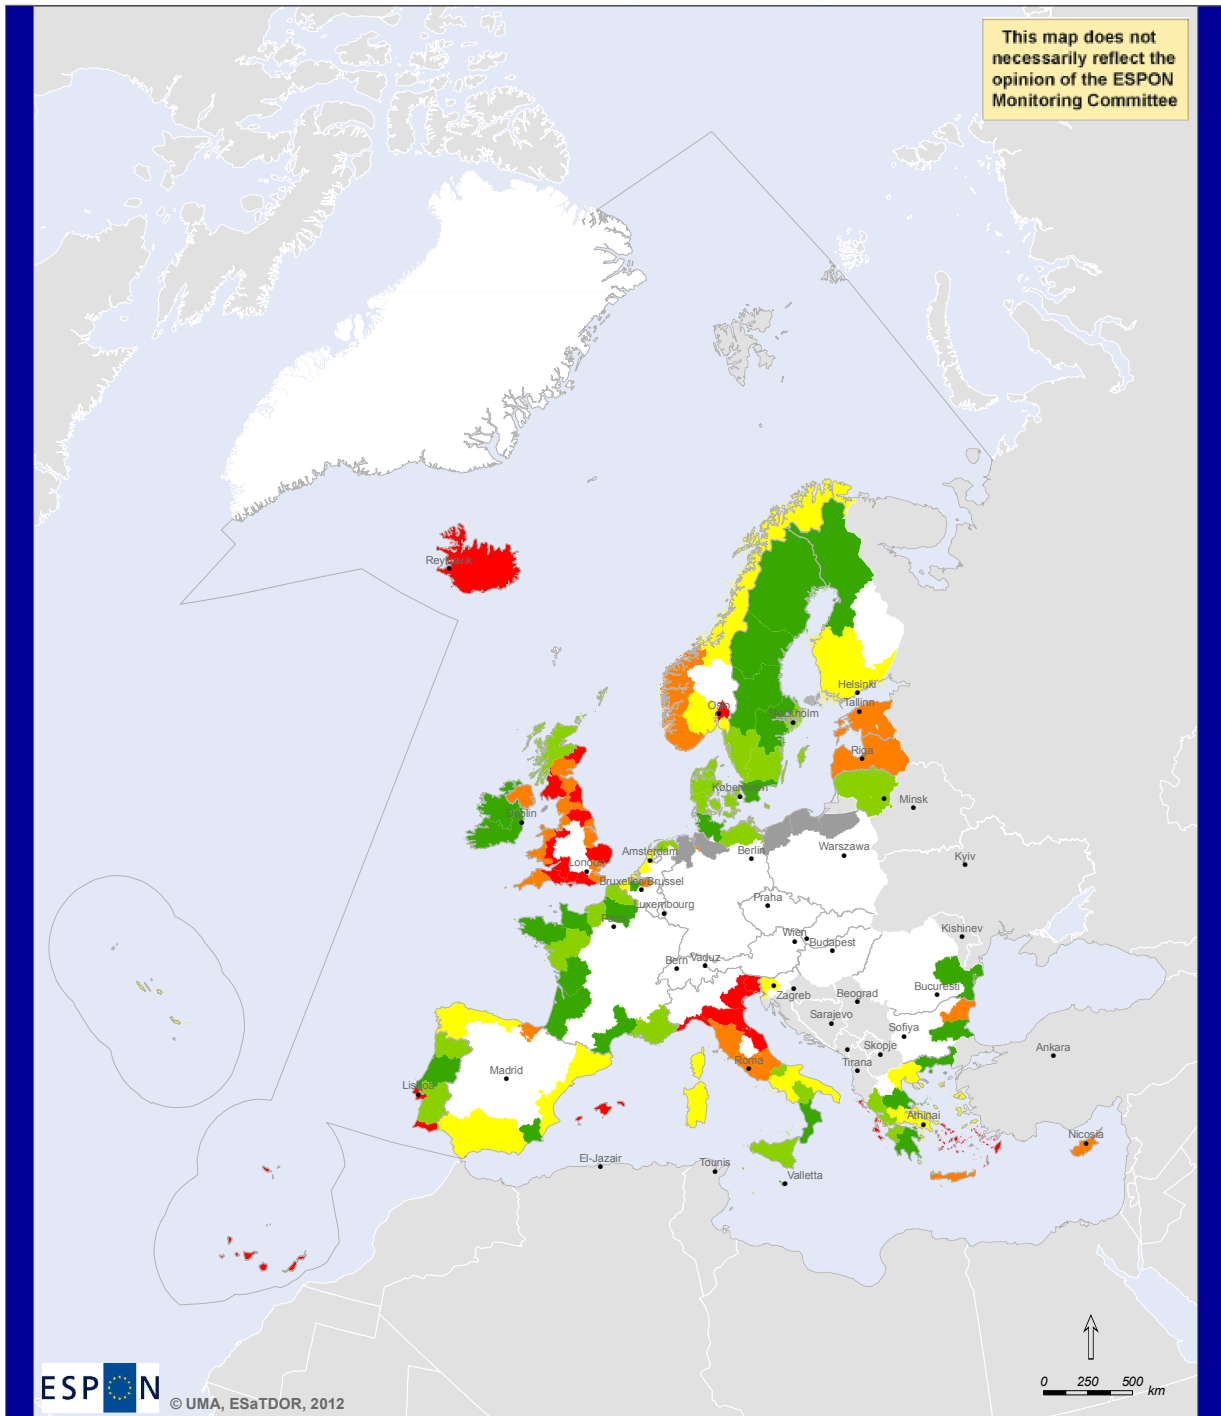 This map does not
necessarily reflect the
opinion of the ESPON
Monitoring Committee
Reykjavik
Helsinki
Tallinn
Oslo
Stockholm
Riga
København
Minsk
Dublin
Amsterdam
Berlin
Warszawa
London
Kyiv
Bruxelles/Brussel
Praha
Luxembourg
Paris
Kishinev
Wien
Budapest
Bern
Vaduz
Zagreb
Beograd
Bucuresti
Sarajevo
Sofiya
Skopje
Ankara
Roma
Tirana
Madrid
Lisboa
Athinai
Nicosia
El-Jazair
Tounis
Valletta
ESPON
© UMA, ESaTDOR, 2012
0 250 500
km